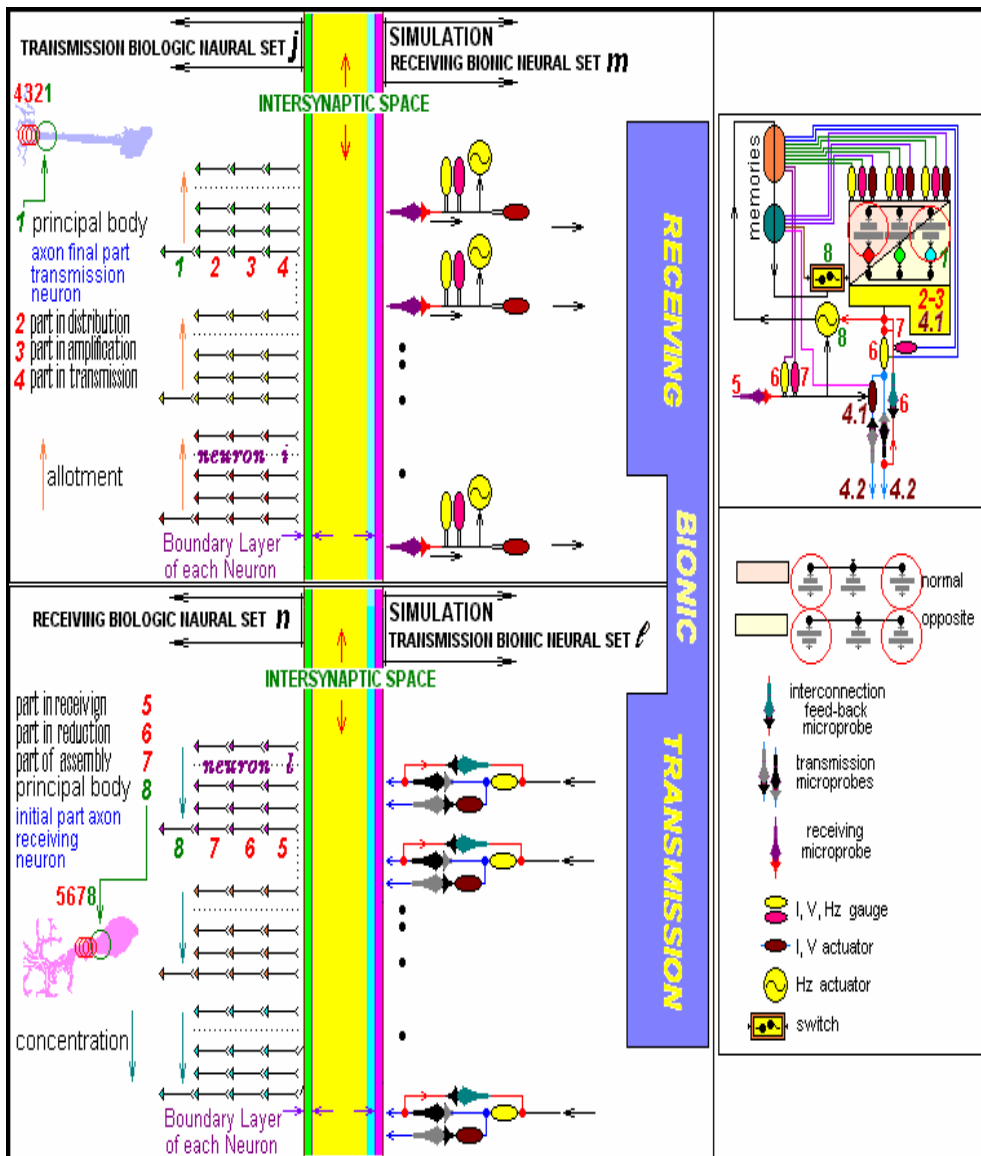 TRANSMISSION BIOLOGIC NAURAL SET j
SIMULATION
RECEIVING BIONIC NEURAL SET m
INTERSYNAPTIC SPACE
4321
1 principal body
axon final part
transmission
neuron
2 part in distribution
3 part in amplification
4 part in transmission
allotment
1 2 3 4
neuron i
Boundary Layer
of each Neuron
RECEIVING BIOLOGIC NAURAL SET n
SIMULATION
TRANSMISSION BIONIC NEURAL SET ℓ
INTERSYNAPTIC SPACE
part in receivign 5
part in reduction 6
part of assembly 7
principal body 8
initial part axon
receiving
neuron
5678
concentration
neuron l
8 7 6 5
Boundary Layer
of each Neuron
RECEIVING
BIONIC
TRANSMISSION
memories
8
1
2-3
4.1
8
7
6
5
6 7
4.1
6
4.2 4.2
normal
opposite
interconnection
feed-back
microprobe
transmission
microprobes
receiving
microprobe
I, V, Hz gauge
I, V actuator
Hz actuator
switch